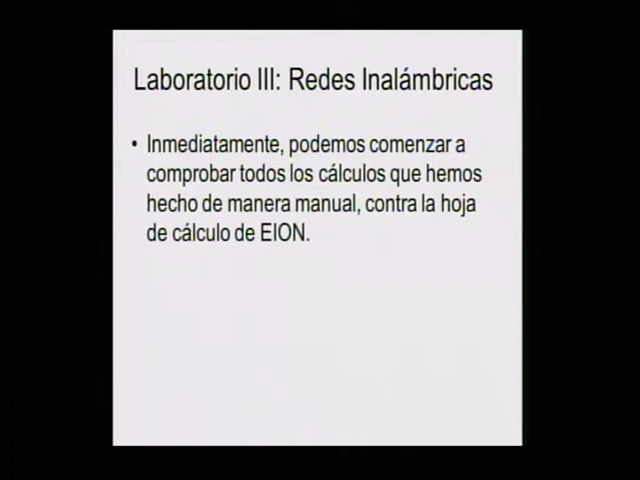 Laboratorio III: Redes Inalámbricas
• Inmediatamente, podemos comenzar a
comprobar todos los cálculos que hemos
hecho de manera manual, contra la hoja
de cálculo de EION.